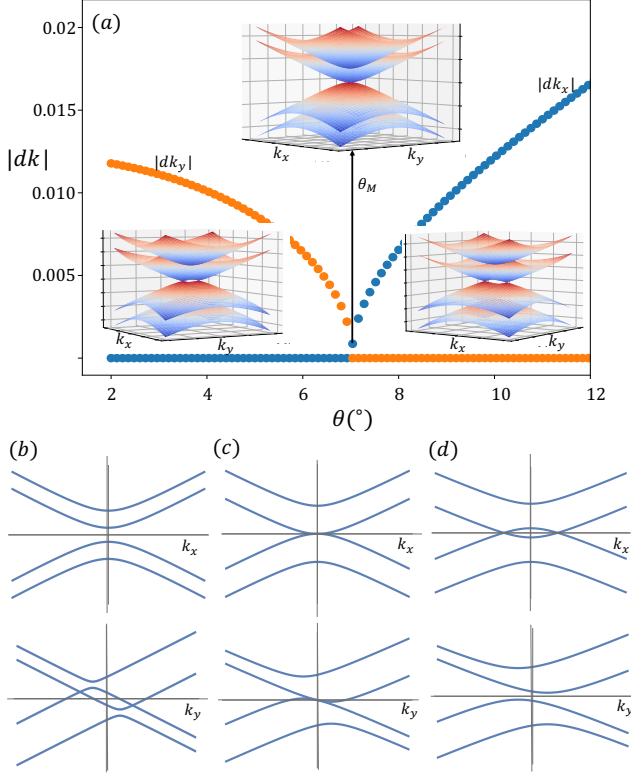 (a)
0.02
0.015
0.010
0.005
|dk|
|dk_y|
|dk_x|
k_x
k_y
θ_M
k_x
k_y
k_x
k_y
2
4
6
8
10
12
θ(°)
(b)
(c)
(d)
k_x
k_x
k_x
k_y
k_y
k_y